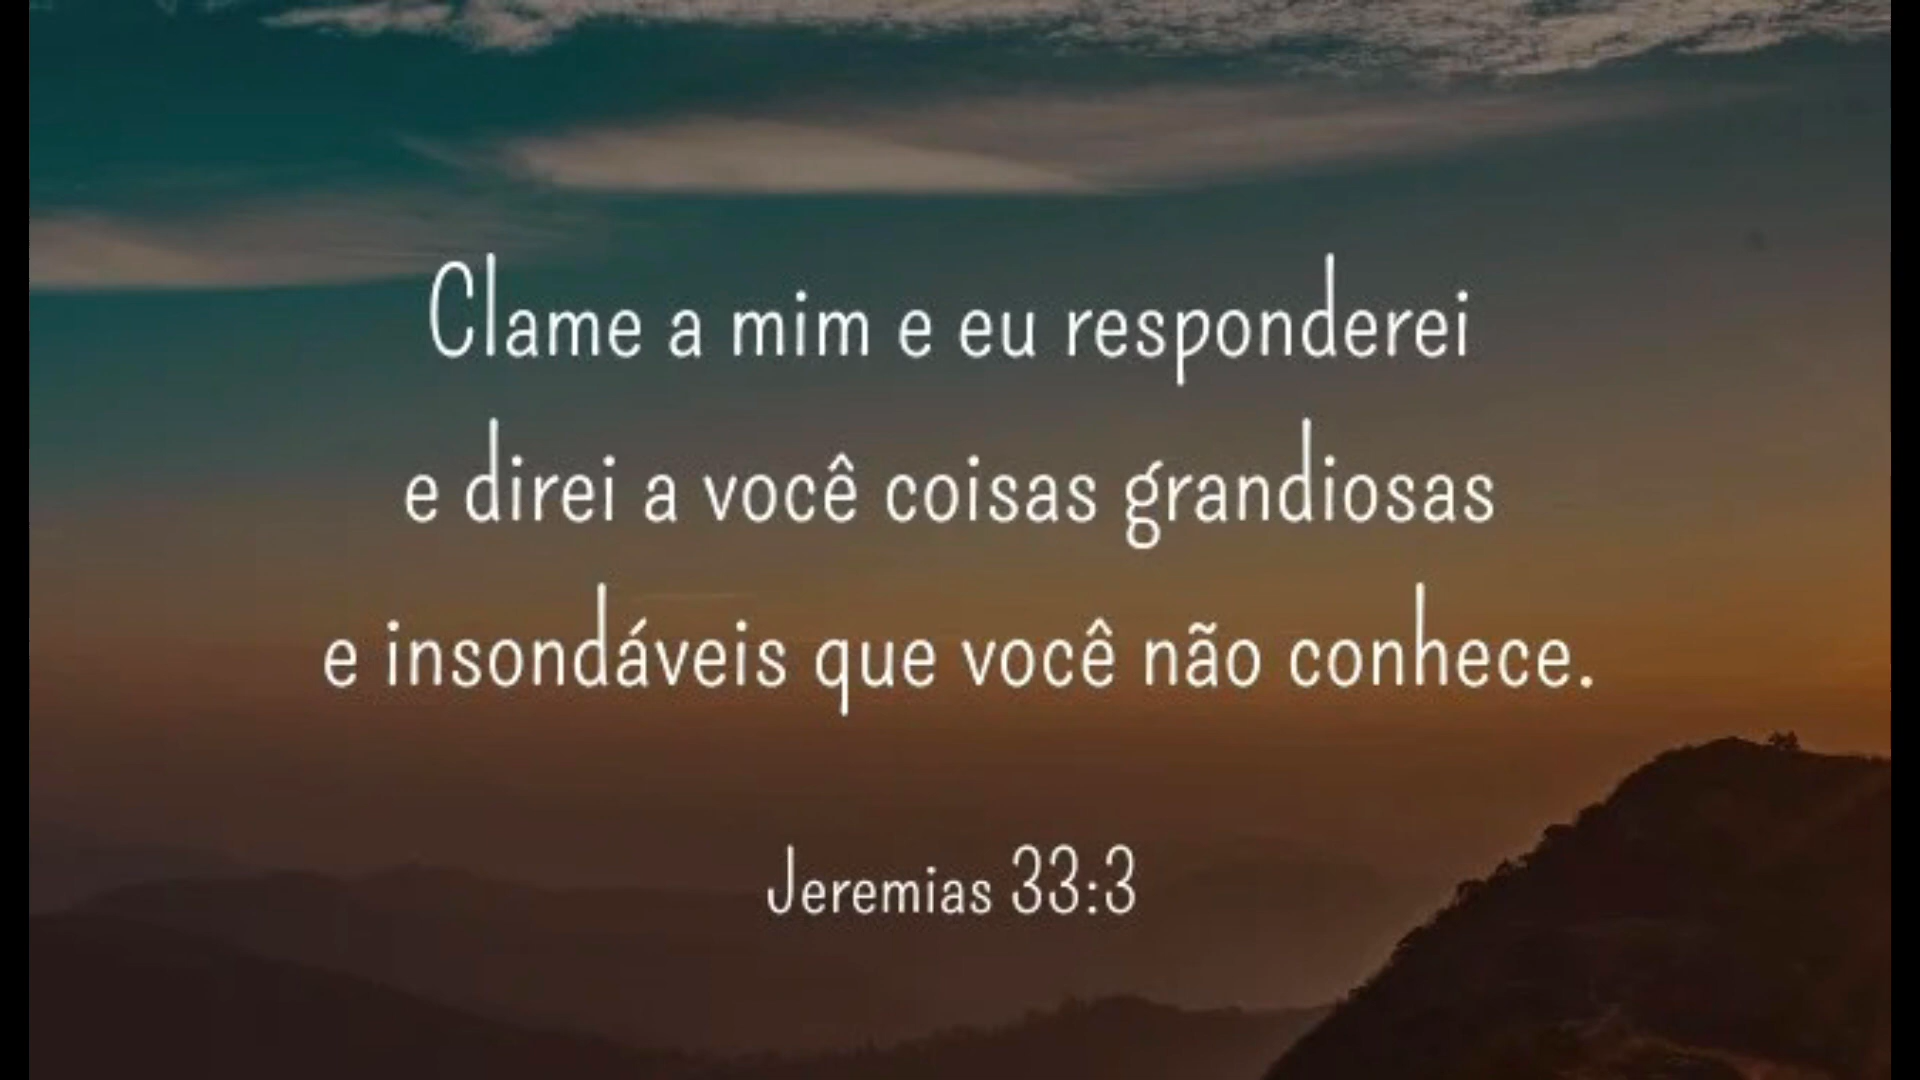 Clame a mim e eu responderei
e direi a você coisas grandiosas
e insondáveis que você não conhece.
Jeremias 33:3